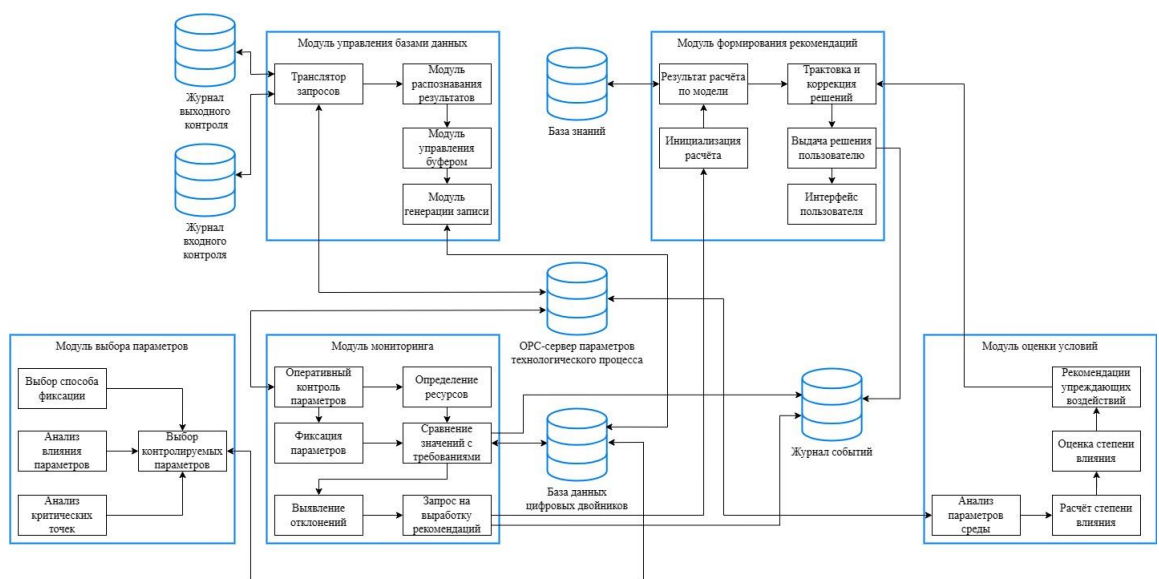 Модуль управления базами данных
Транслятор
запросов
Модуль
распознавания
результатов
Модуль
управления
буфером
Модуль
генерации записи
Журнал
выходного
контроля
Журнал
входного
контроля
База знаний
Модуль формирования рекомендаций
Результат расчёта
по модели
Трактовка и
коррекция
решений
Инициализация
расчёта
Выдача решения
пользователю
Интерфейс
пользователя
OPC-сервер параметров
технологического процесса
Модуль выбора параметров
Выбор способа
фиксации
Анализ
влияния
параметров
Выбор
контролируемых
параметров
Анализ
критических
точек
Модуль мониторинга
Оперативный
контроль
параметров
Определение
ресурсов
Фиксация
параметров
Сравнение
значений с
требованиями
Выявление
отклонений
Запрос на
выработку
рекомендаций
База данных
цифровых двойников
Журнал событий
Модуль оценки условий
Рекомендации
упреждающих
воздействий
Оценка степени
влияния
Анализ
параметров
среды
Расчёт степени
влияния